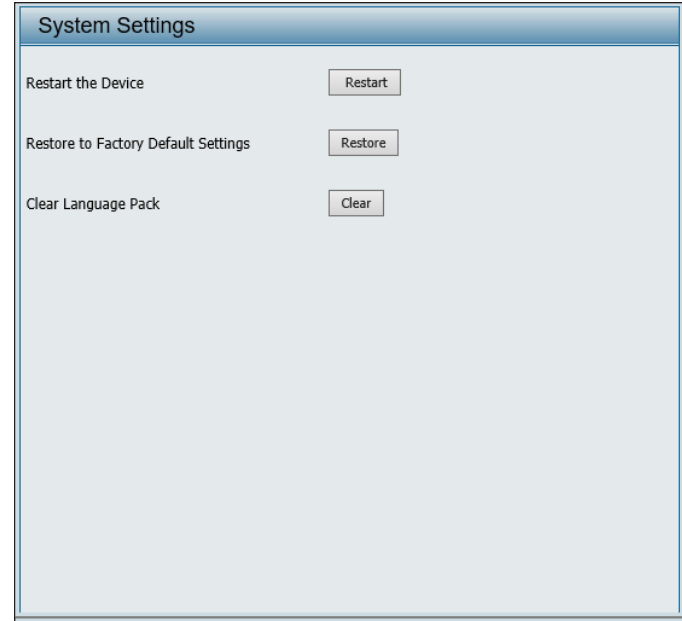 System Settings
Restart the Device Restart
Restore to Factory Default Settings Restore
Clear Language Pack Clear